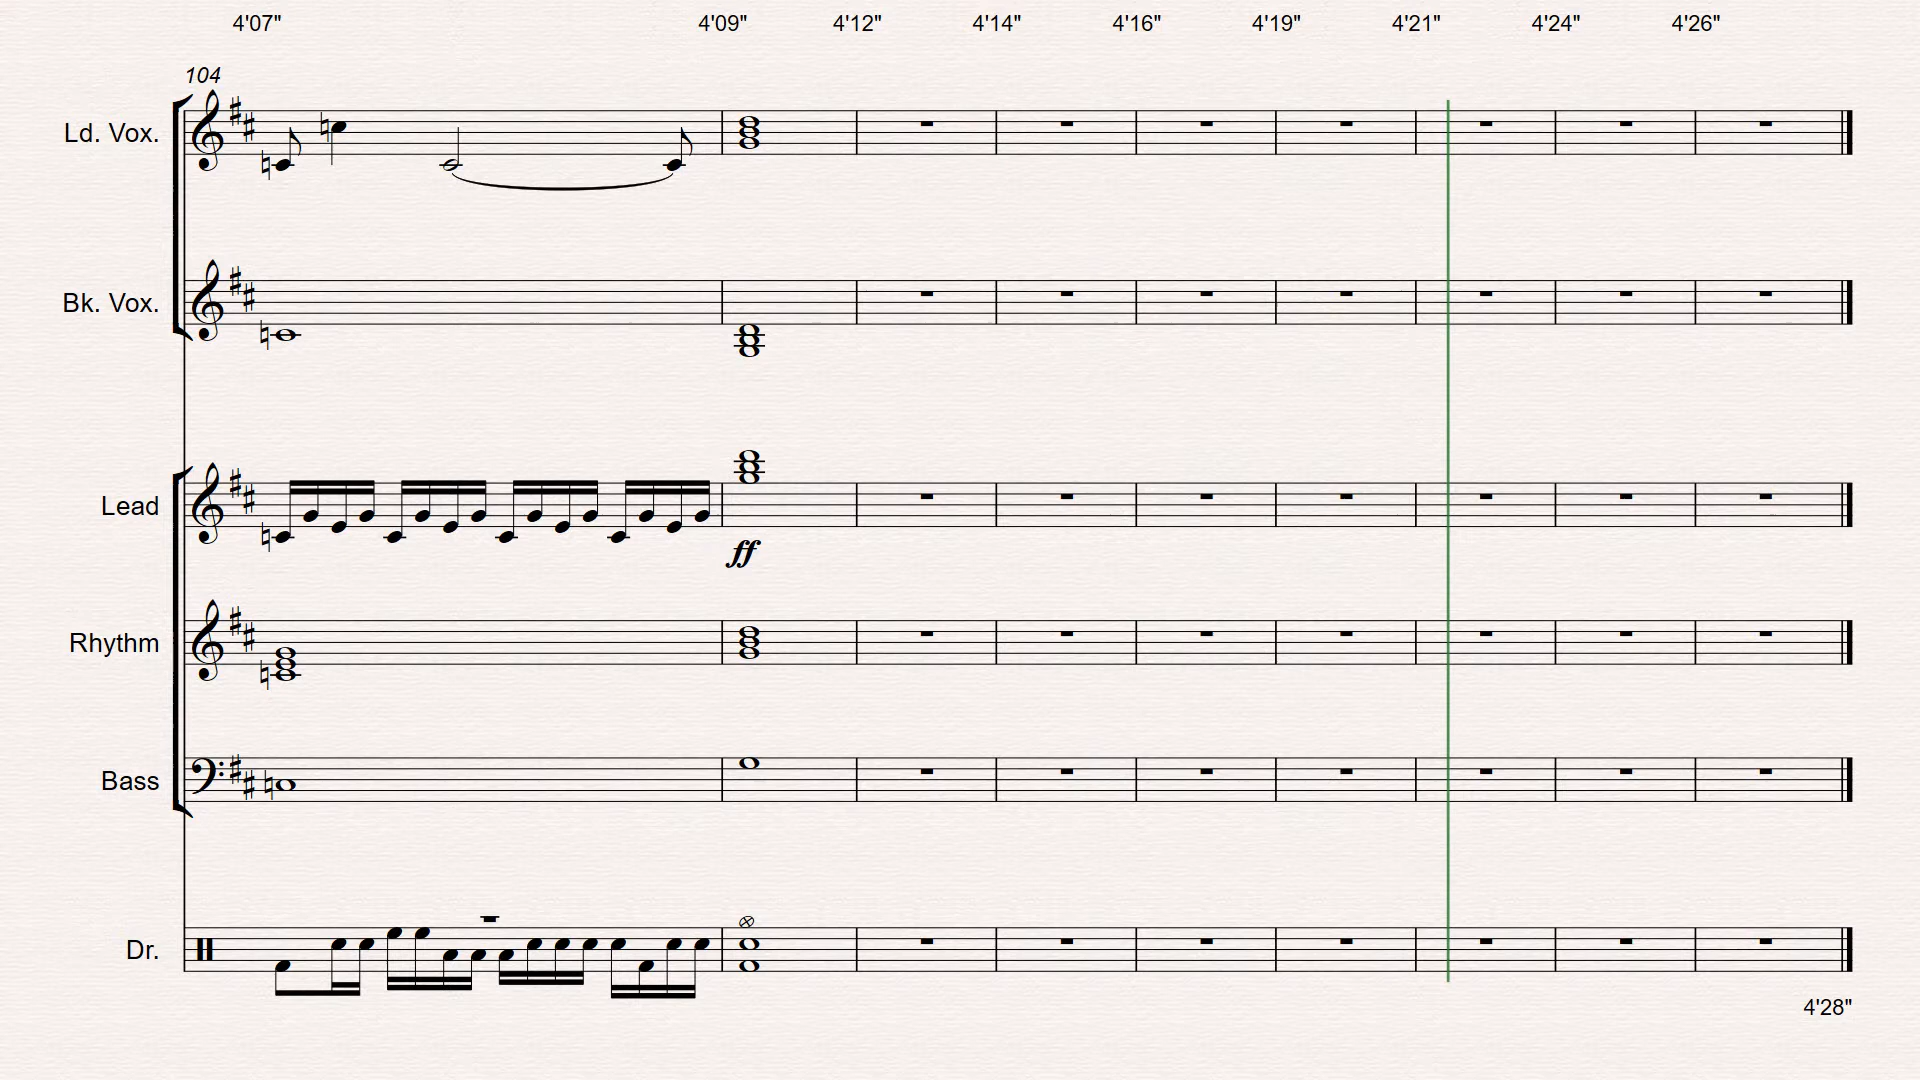 4'07" 4'09" 4'12" 4'14" 4'16" 4'19" 4'21" 4'24" 4'26"
104
Ld. Vox.
Bk. Vox.
Lead
ff
Rhythm
Bass
Dr.
4'28"